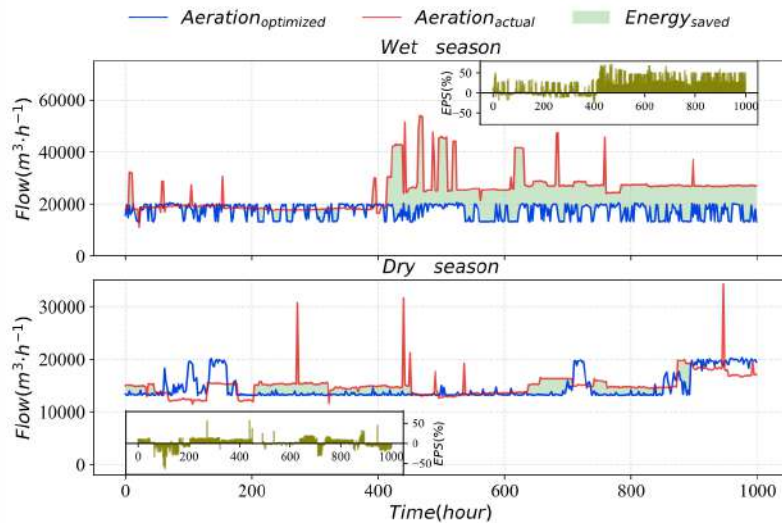 Aeration_optimized Aeration_actual Energy_saved
Wet season
50
0
-50
EPS(%)
0 200 400 600 800 1000
60000
40000
20000
0
Flow(m³·h⁻¹)
Dry season
30000
20000
10000
0
Flow(m³·h⁻¹)
50
0
-50
EPS(%)
0 200 400 600 800 1000
0 200 400 600 800 1000
Time(hour)